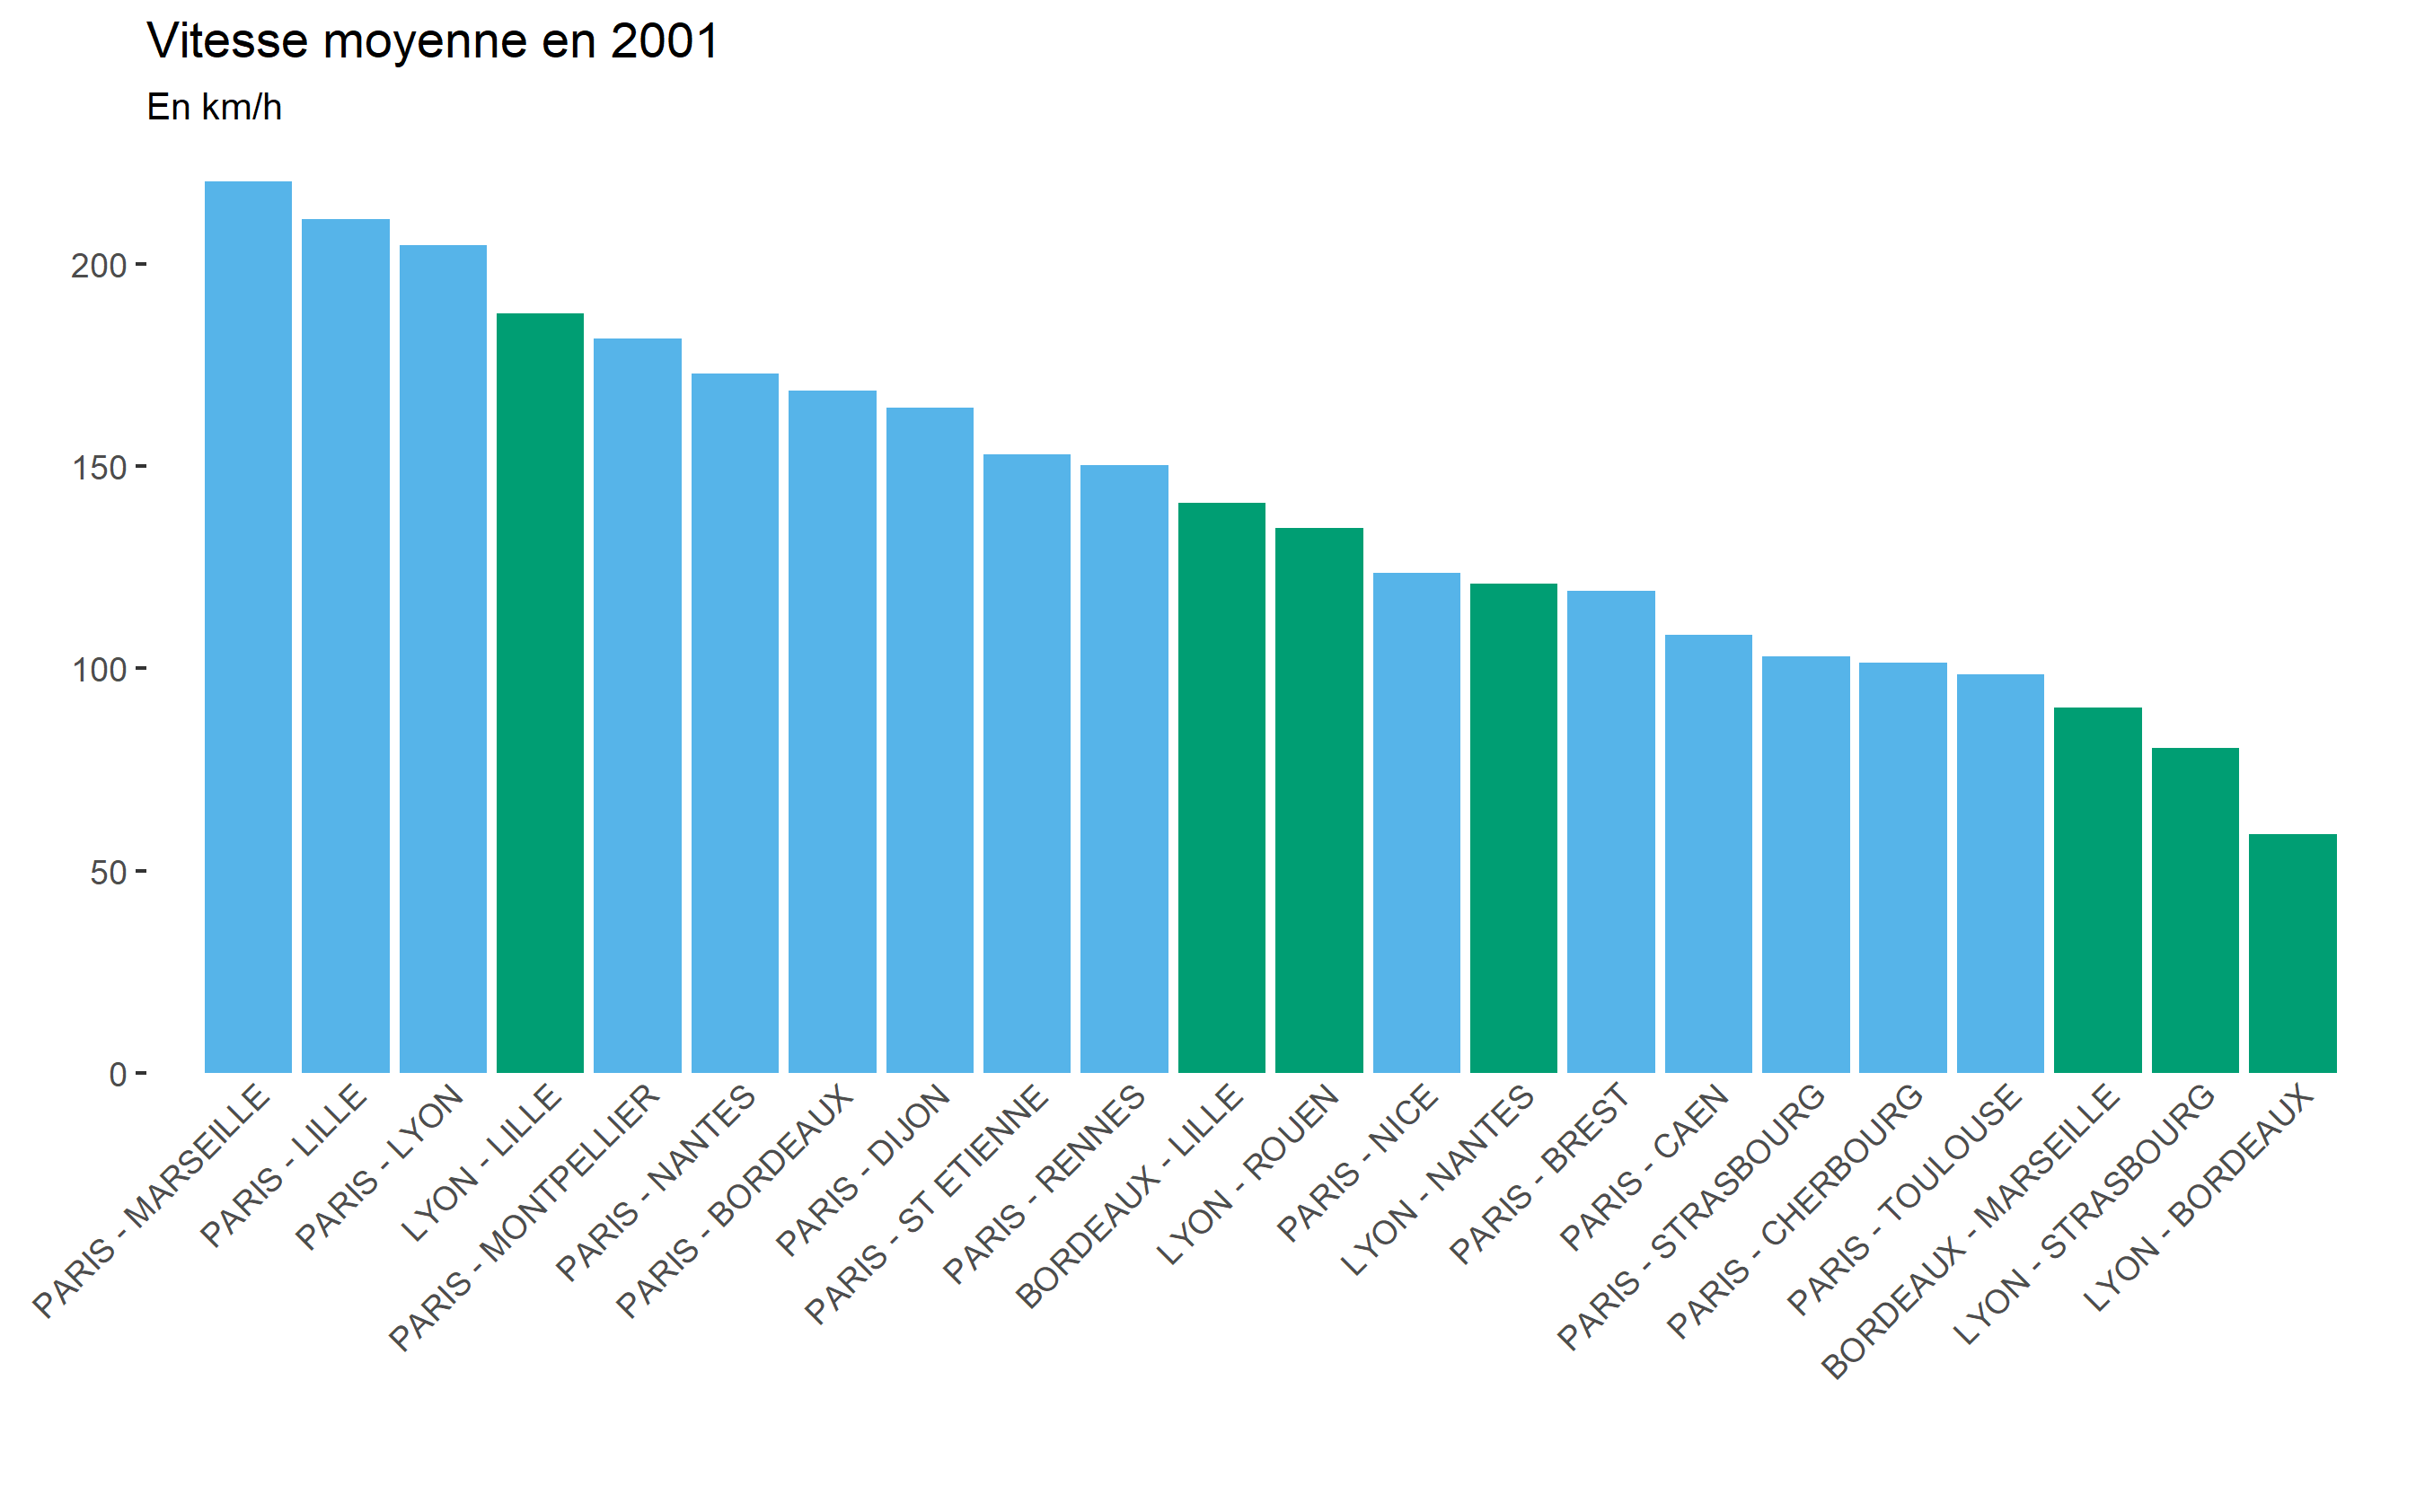 Vitesse moyenne en 2001
En km/h
200
150
100
50
0
PARIS - MARSEILLE
PARIS - LILLE
PARIS - LYON
LYON - LILLE
PARIS - MONTPELLIER
PARIS - NANTES
PARIS - BORDEAUX
PARIS - DIJON
PARIS - ST ETIENNE
PARIS - RENNES
BORDEAUX - LILLE
LYON - ROUEN
PARIS - NICE
LYON - NANTES
PARIS - BREST
PARIS - CAEN
PARIS - STRASBOURG
PARIS - CHERBOURG
PARIS - TOULOUSE
BORDEAUX - MARSEILLE
LYON - STRASBOURG
LYON - BORDEAUX